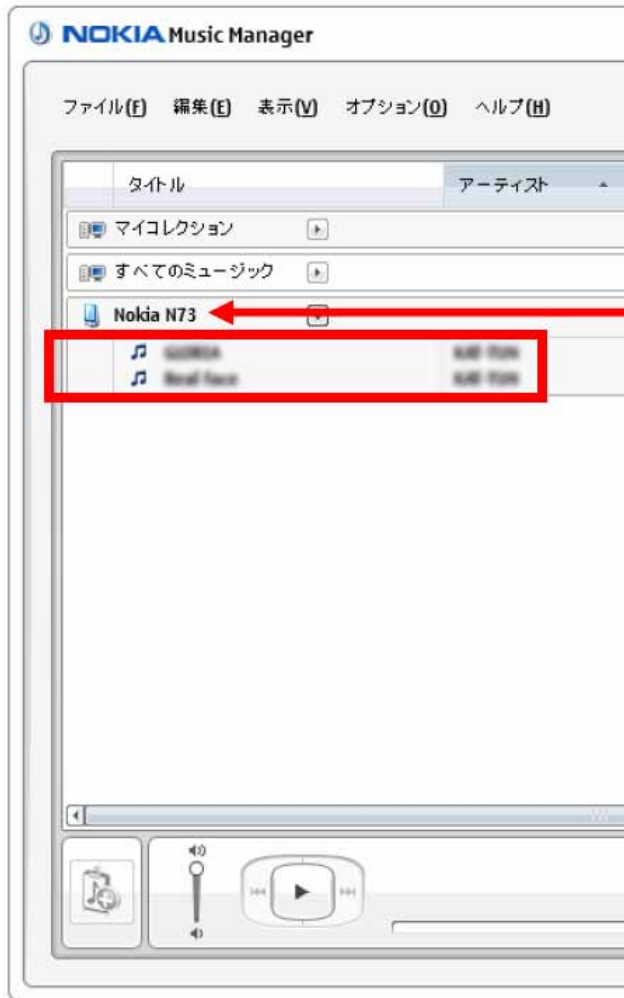 NOKIA Music Manager
ファイル(F) 編集(E) 表示(V) オプション(O) ヘルプ(H)
タイトル アーティスト
マイコレクション
すべてのミュージック
Nokia N73